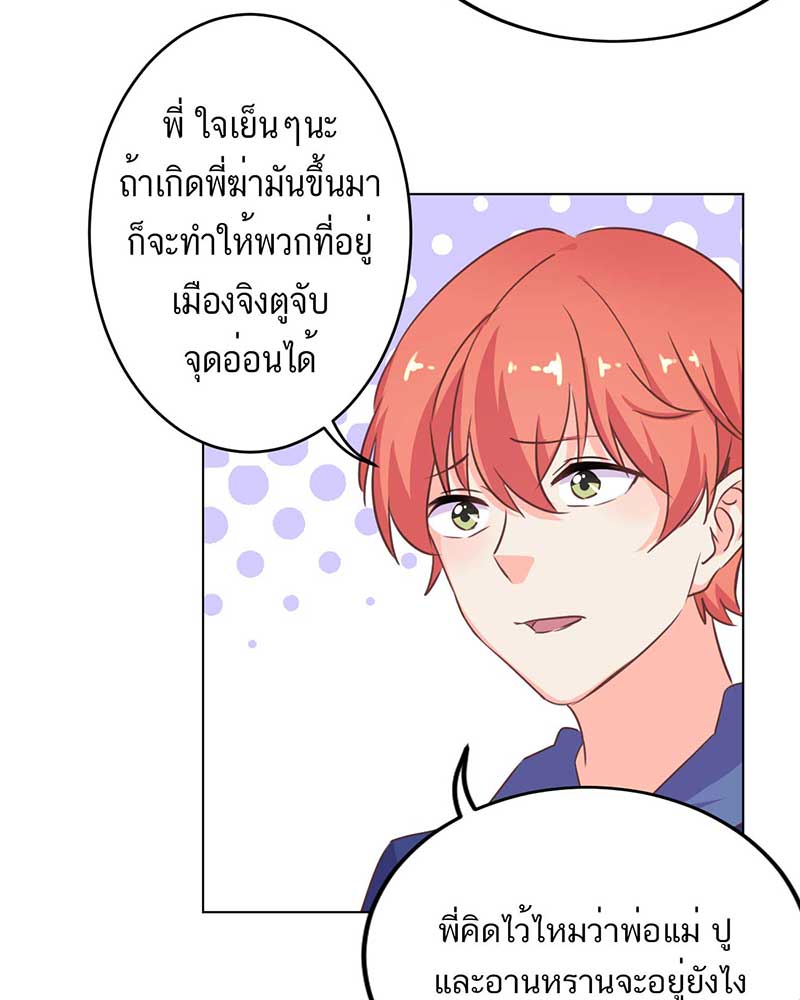 พี่ ใจเย็นๆนะ
ถ้าเกิดพี่ฆ่ามันขึ้นมา
ก็จะทำให้พวกที่อยู่
เมืองจิงตูจับ
จุดอ่อนได้
พี่คิดไว้ไหมว่าพ่อแม่ ปู
และอานหรานจะอยู่ยังไง